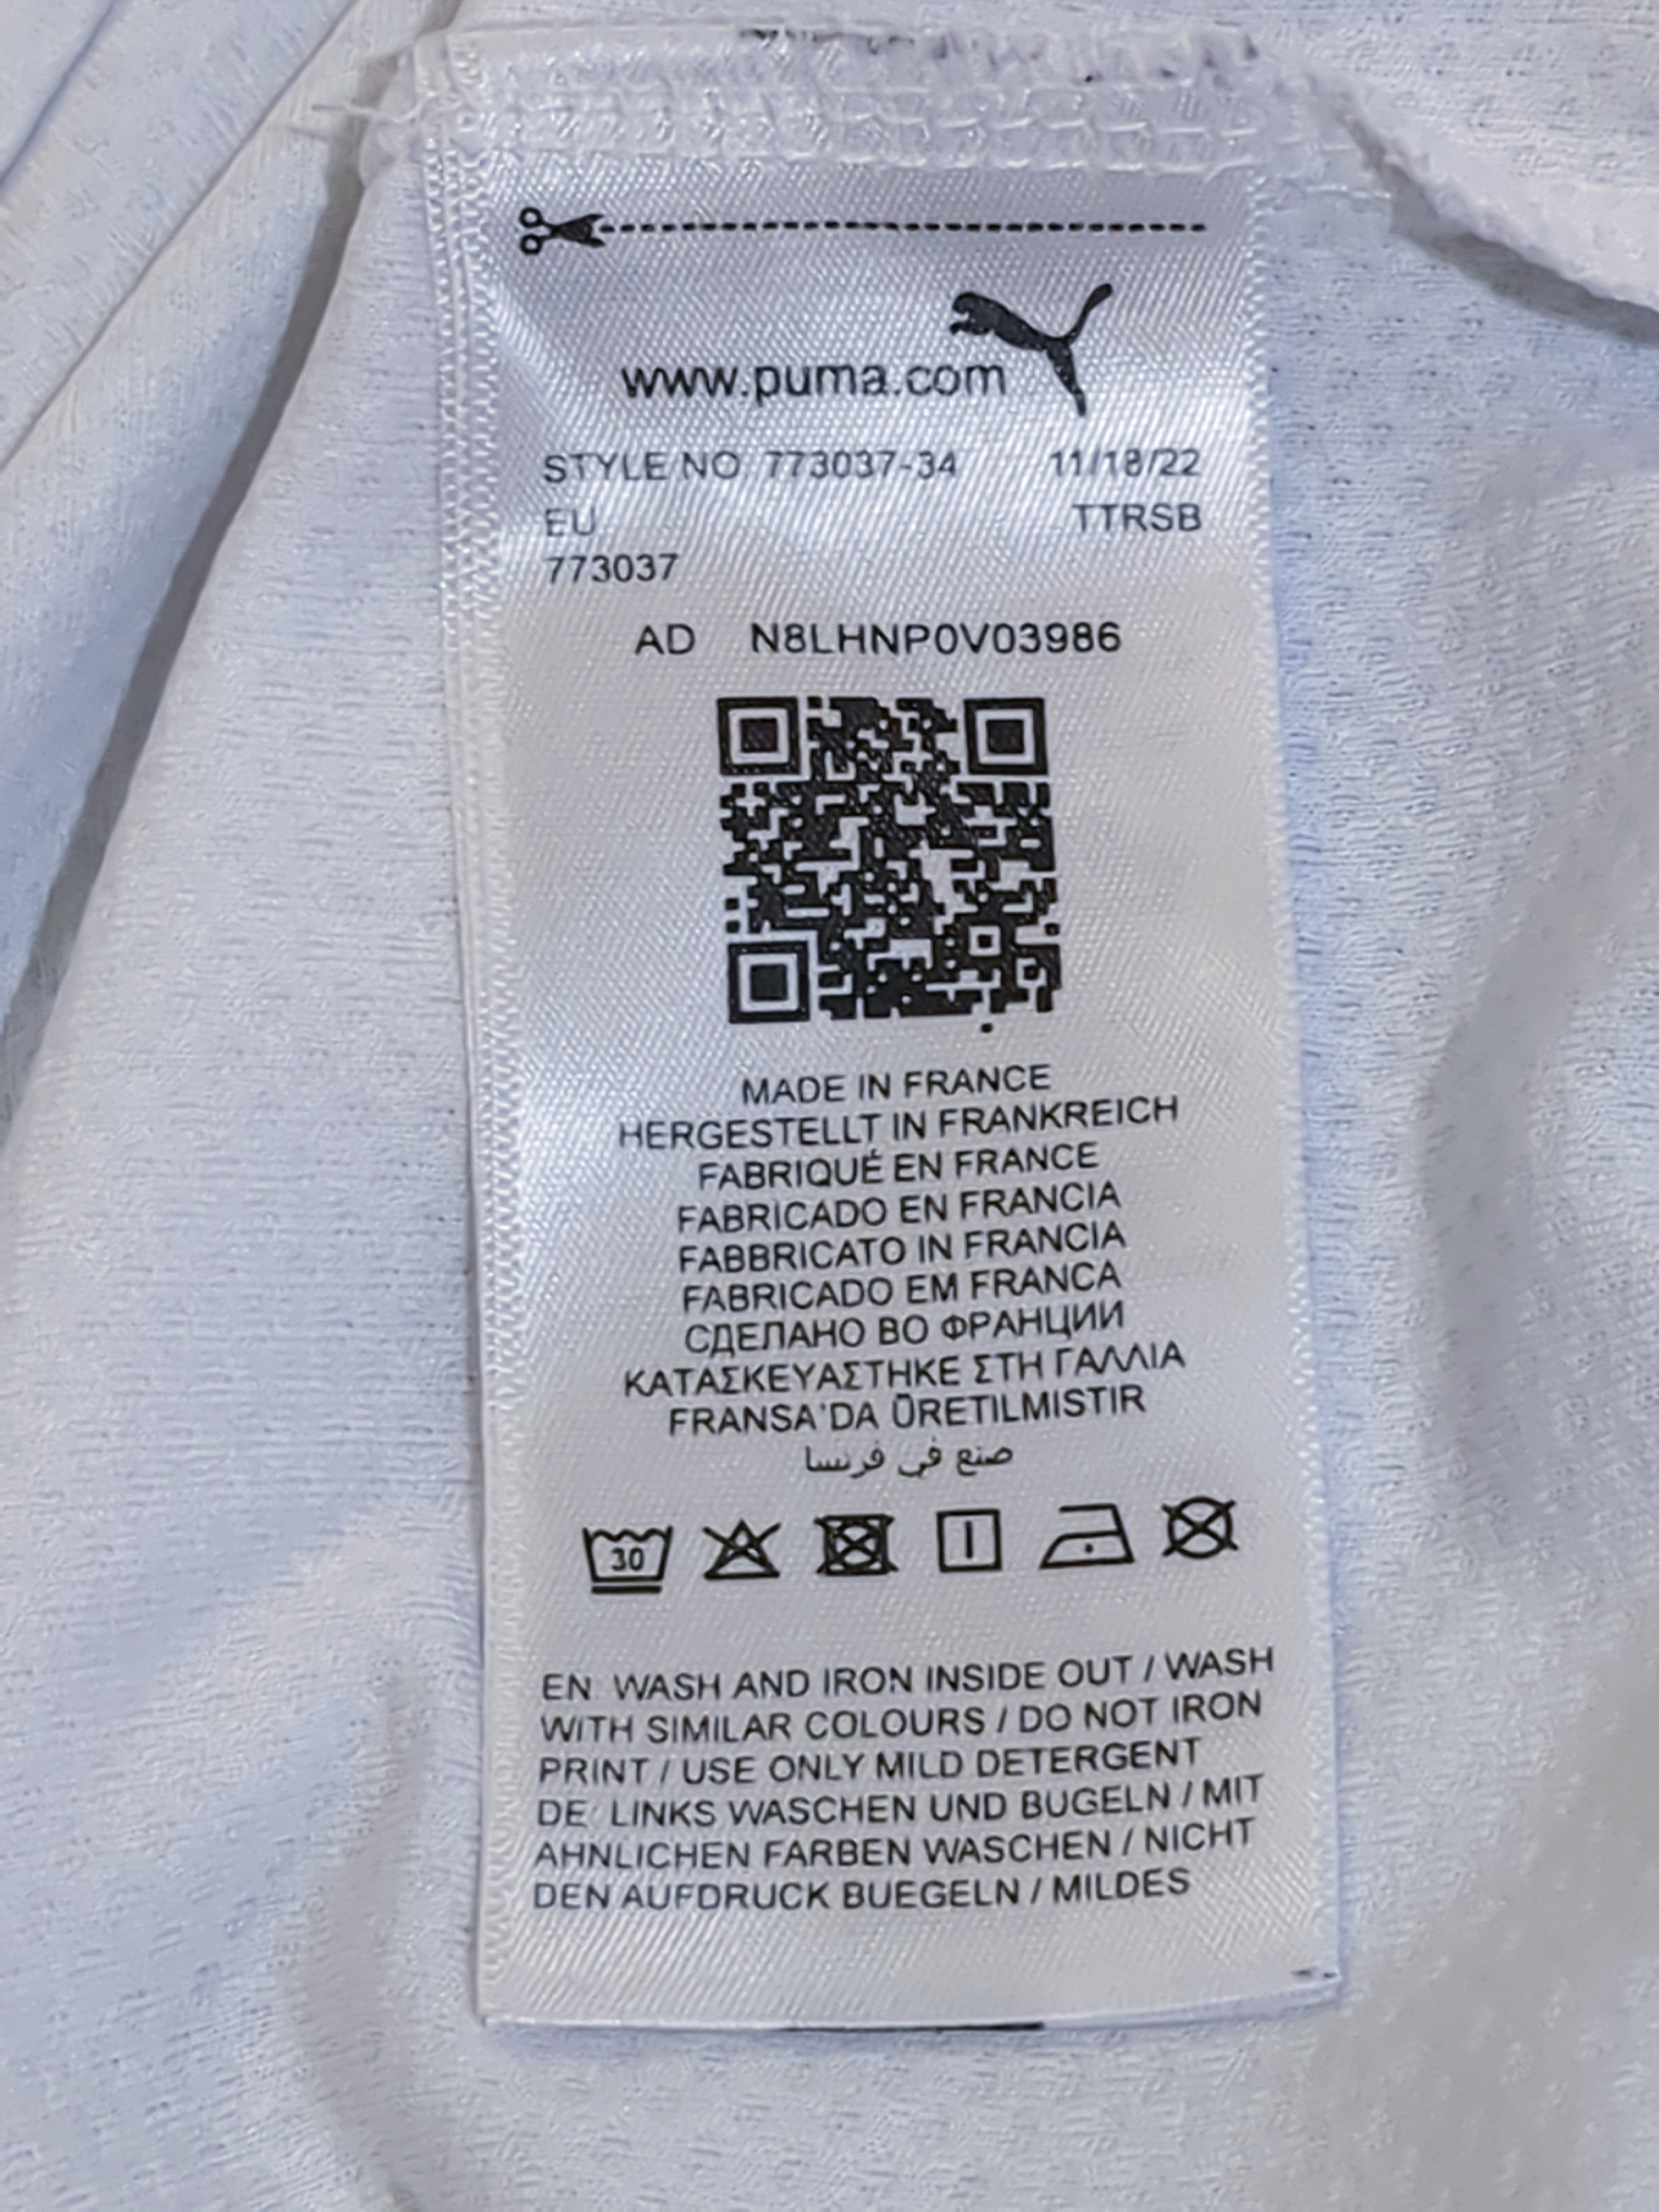 www.puma.com
STYLE NO 773037-34 11/18/22
EU TTRSB
773037
AD N8LHNP0V03986
MADE IN FRANCE
HERGESTELLT IN FRANKREICH
FABRIQUÉ EN FRANCE
FABRICADO EN FRANCIA
FABBRICATO IN FRANCIA
FABRICADO EM FRANCA
СДЕЛАНО ВО ФРАНЦИИ
ΚΑΤΑΣΚΕΥΑΣΤΗΚΕ ΣΤΗ ΓΑΛΛΙΑ
FRANSA'DA ÜRETILMISTIR
صنع في فرنسا
30
EN WASH AND IRON INSIDE OUT / WASH
WITH SIMILAR COLOURS / DO NOT IRON
PRINT / USE ONLY MILD DETERGENT
DE: LINKS WASCHEN UND BUGELN / MIT
AHNLICHEN FARBEN WASCHEN / NICHT
DEN AUFDRUCK BUEGELN / MILDES